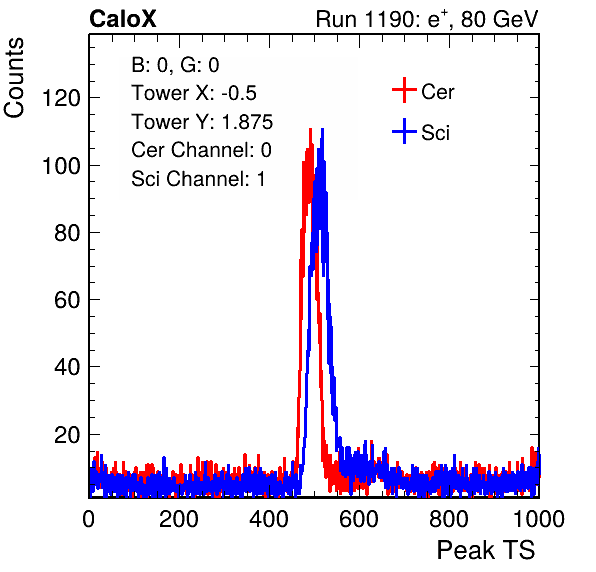 CaloX Run 1190: e⁺, 80 GeV
B: 0, G: 0
Tower X: -0.5
Tower Y: 1.875
Cer Channel: 0
Sci Channel: 1
Cer
Sci
Counts
120
100
80
60
40
20
0 200 400 600 800 1000
Peak TS